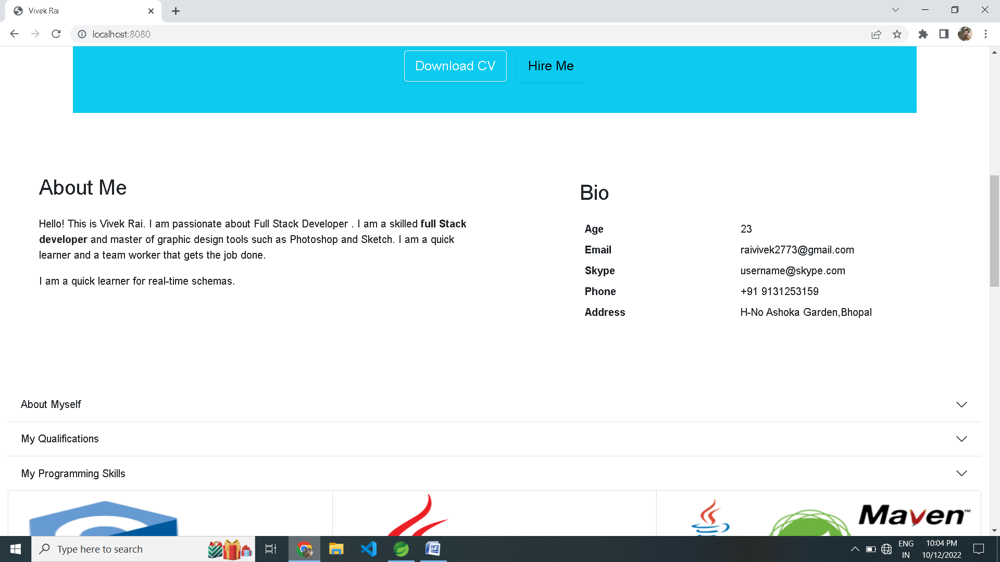 Vivek Rai
localhost:8080
Download CV
Hire Me
About Me
Hello! This is Vivek Rai. I am passionate about Full Stack Developer . I am a skilled full Stack
developer and master of graphic design tools such as Photoshop and Sketch. I am a quick
learner and a team worker that gets the job done.
I am a quick learner for real-time schemas.
Bio
Age 23
Email raivivek2773@gmail.com
Skype username@skype.com
Phone +91 9131253159
Address H-No Ashoka Garden,Bhopal
About Myself
My Qualifications
My Programming Skills
Maven™
Type here to search
ENG
IN
10:04 PM
10/12/2022